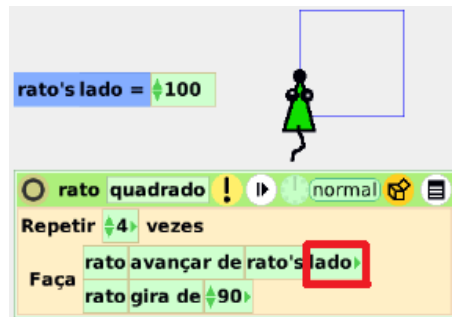 rato's lado = 100
rato quadrado ! normal
Repetir 4 vezes
Faça
rato avançar de rato's lado
rato gira de 90